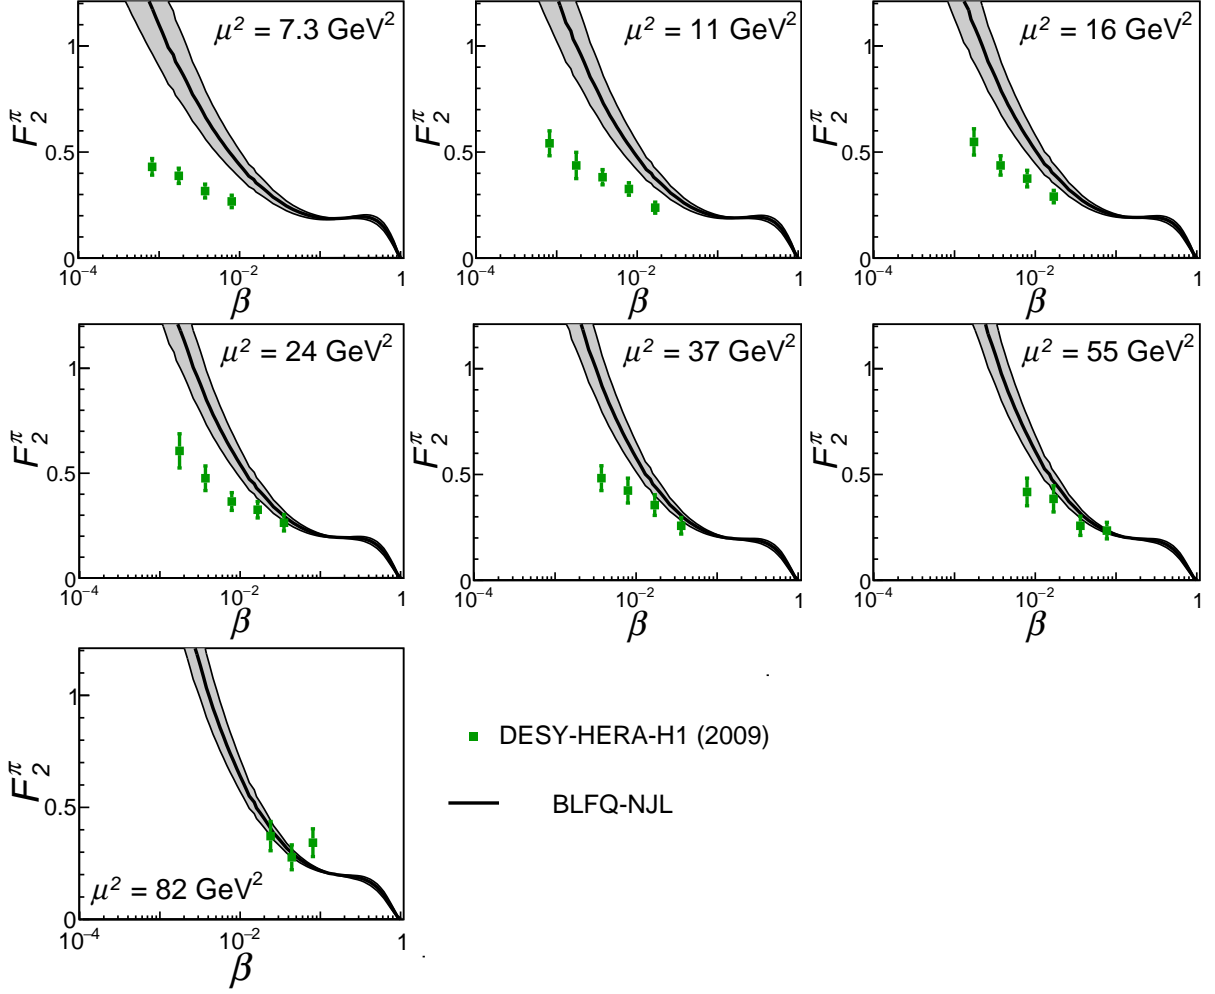 μ² = 7.3 GeV²
F₂^π
1
0.5
0
10⁻⁴
10⁻²
1
β
μ² = 11 GeV²
F₂^π
1
0.5
0
10⁻⁴
10⁻²
1
β
μ² = 16 GeV²
F₂^π
1
0.5
0
10⁻⁴
10⁻²
1
β
μ² = 24 GeV²
F₂^π
1
0.5
0
10⁻⁴
10⁻²
1
β
μ² = 37 GeV²
F₂^π
1
0.5
0
10⁻⁴
10⁻²
1
β
μ² = 55 GeV²
F₂^π
1
0.5
0
10⁻⁴
10⁻²
1
β
F₂^π
1
0.5
0
μ² = 82 GeV²
10⁻⁴
10⁻²
1
β
DESY-HERA-H1 (2009)
BLFQ-NJL